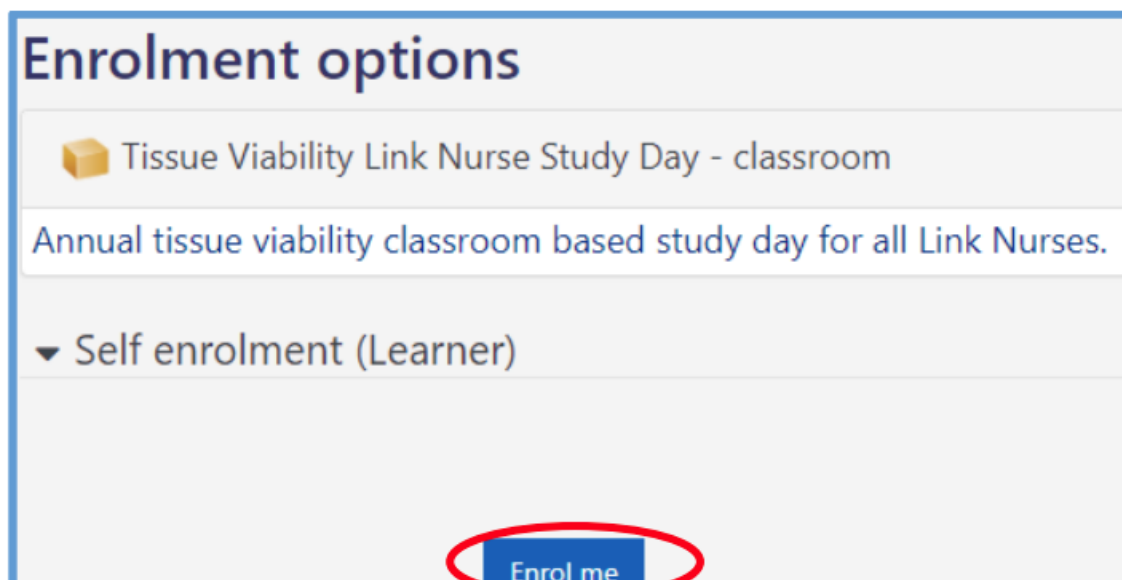 Enrolment options
Tissue Viability Link Nurse Study Day - classroom
Annual tissue viability classroom based study day for all Link Nurses.
Self enrolment (Learner)
Enrol me